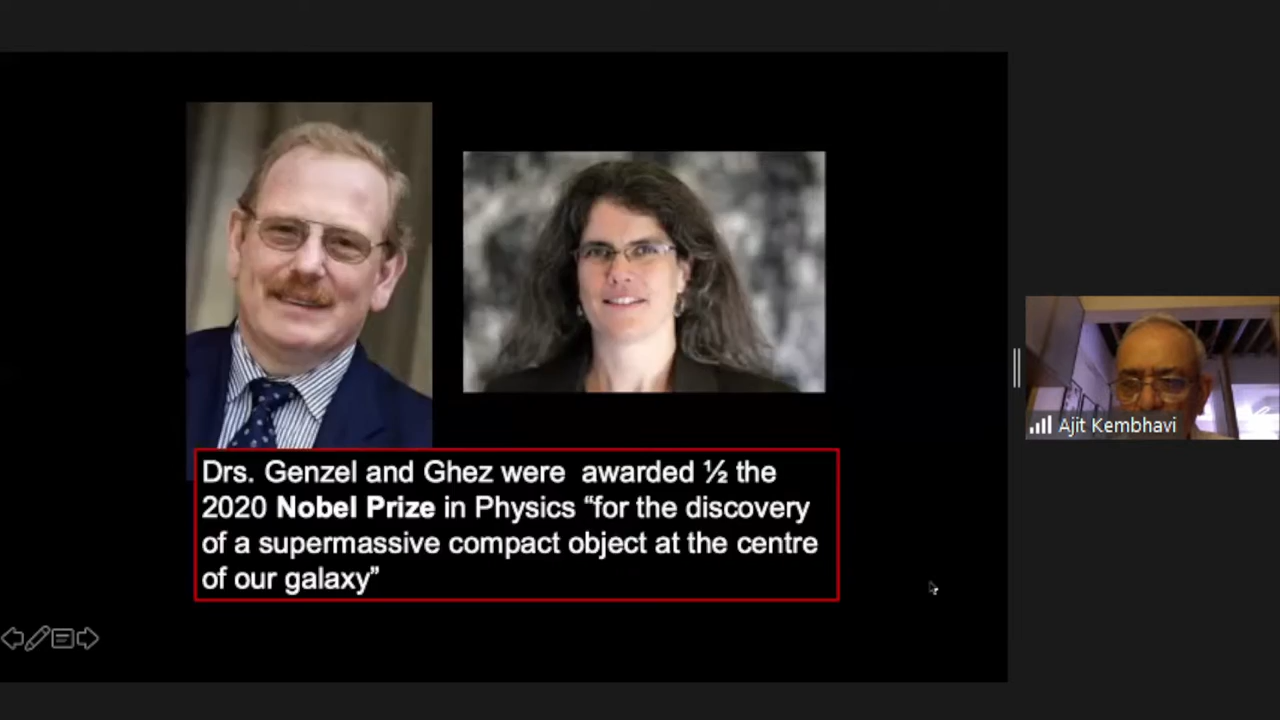 Drs. Genzel and Ghez were  awarded ½ the
2020 Nobel Prize in Physics “for the discovery
of a supermassive compact object at the centre
of our galaxy”
Ajit Kembhavi